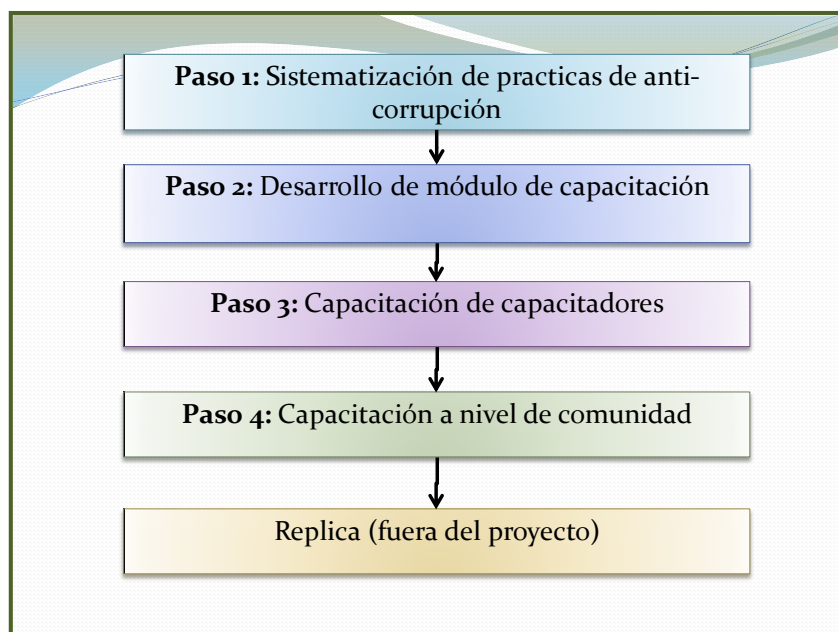 Paso 1: Sistematización de practicas de anti-
corrupción
Paso 2: Desarrollo de módulo de capacitación
Paso 3: Capacitación de capacitadores
Paso 4: Capacitación a nivel de comunidad
Replica (fuera del proyecto)